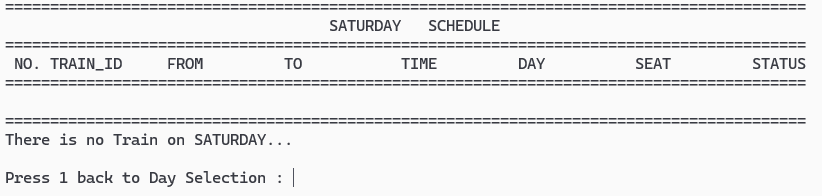 =========================================================================================
SATURDAY   SCHEDULE
=========================================================================================
 NO. TRAIN_ID     FROM         TO           TIME         DAY          SEAT         STATUS
=========================================================================================
=========================================================================================
There is no Train on SATURDAY...
Press 1 back to Day Selection :